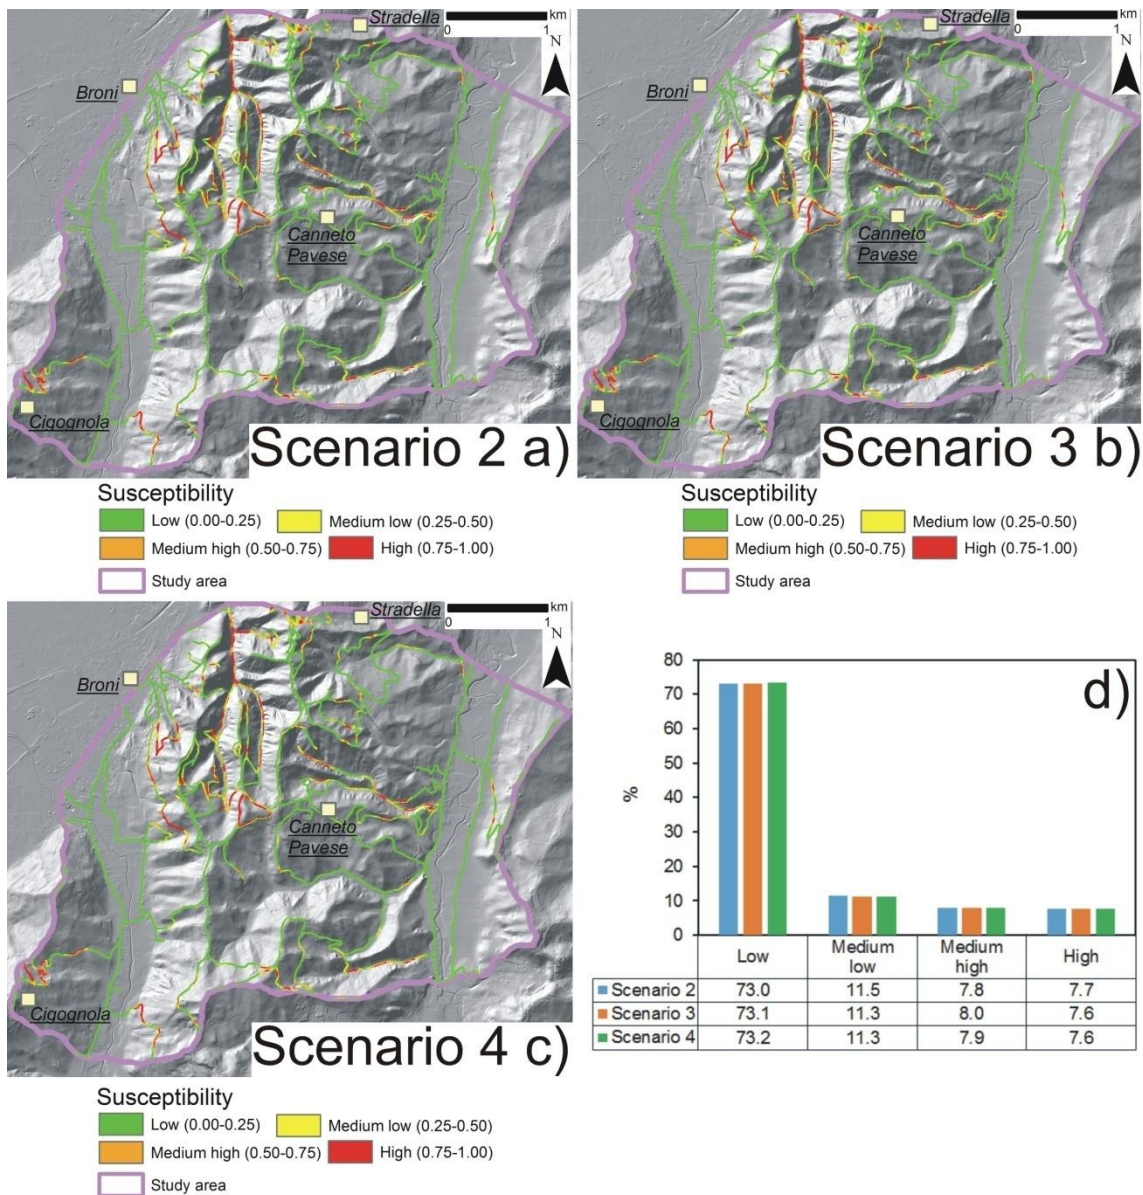 Stradella
km
0 1
N
Broni
Canneto
Pavese
Cigognola
Scenario 2 a)
Susceptibility
Low (0.00-0.25)
Medium low (0.25-0.50)
Medium high (0.50-0.75)
High (0.75-1.00)
Study area
Stradella
km
0 1
N
Broni
Canneto
Pavese
Cigognola
Scenario 3 b)
Susceptibility
Low (0.00-0.25)
Medium low (0.25-0.50)
Medium high (0.50-0.75)
High (0.75-1.00)
Study area
Stradella
km
0 1
N
Broni
Canneto
Pavese
Cigognola
Scenario 4 c)
Susceptibility
Low (0.00-0.25)
Medium low (0.25-0.50)
Medium high (0.50-0.75)
High (0.75-1.00)
Study area
d)
%
80
70
60
50
40
30
20
10
0
Low Medium low Medium high High
Scenario 2 73.0 11.5 7.8 7.7
Scenario 3 73.1 11.3 8.0 7.6
Scenario 4 73.2 11.3 7.9 7.6